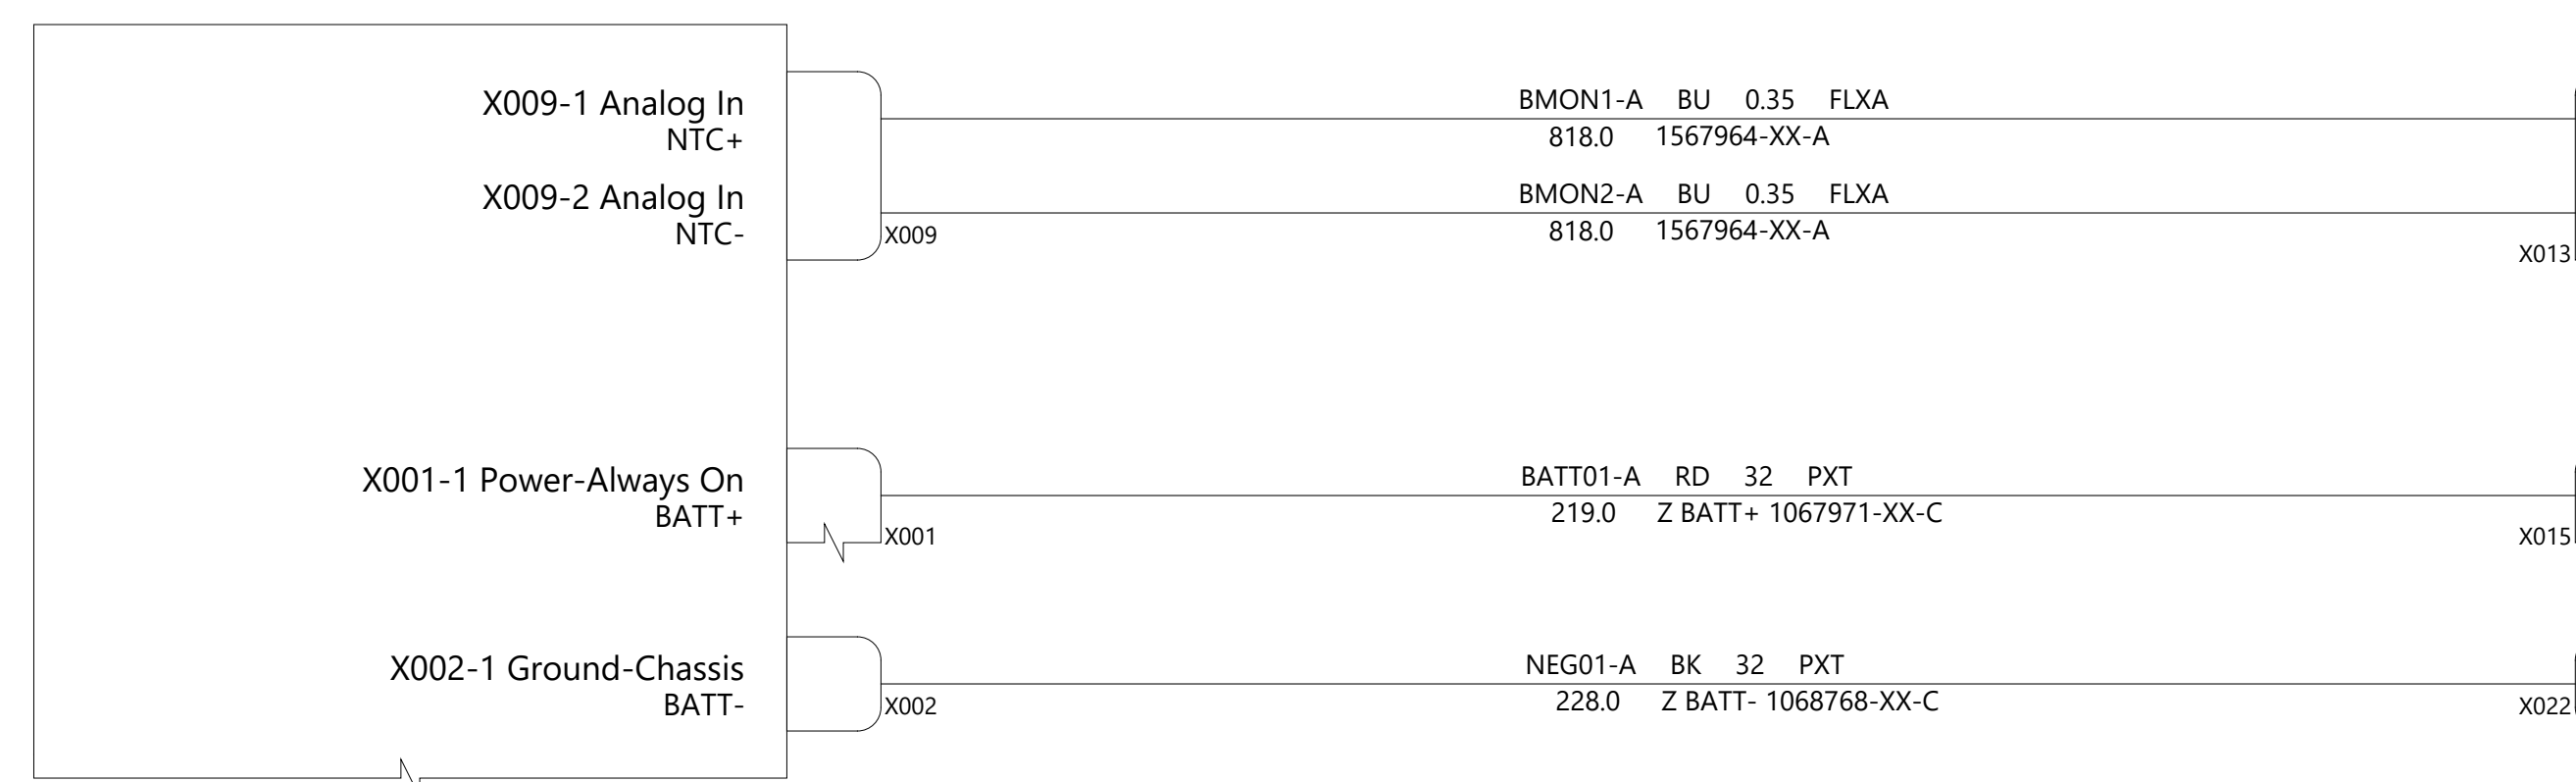 X009-1 Analog In
NTC+
BMON1-A BU 0.35 FLXA
818.0 1567964-XX-A
X009-2 Analog In
NTC-
X009
BMON2-A BU 0.35 FLXA
818.0 1567964-XX-A
X013
X001-1 Power-Always On
BATT+
X001
BATT01-A RD 32 PXT
219.0 Z BATT+ 1067971-XX-C
X015
X002-1 Ground-Chassis
BATT-
X002
NEG01-A BK 32 PXT
228.0 Z BATT- 1068768-XX-C
X022